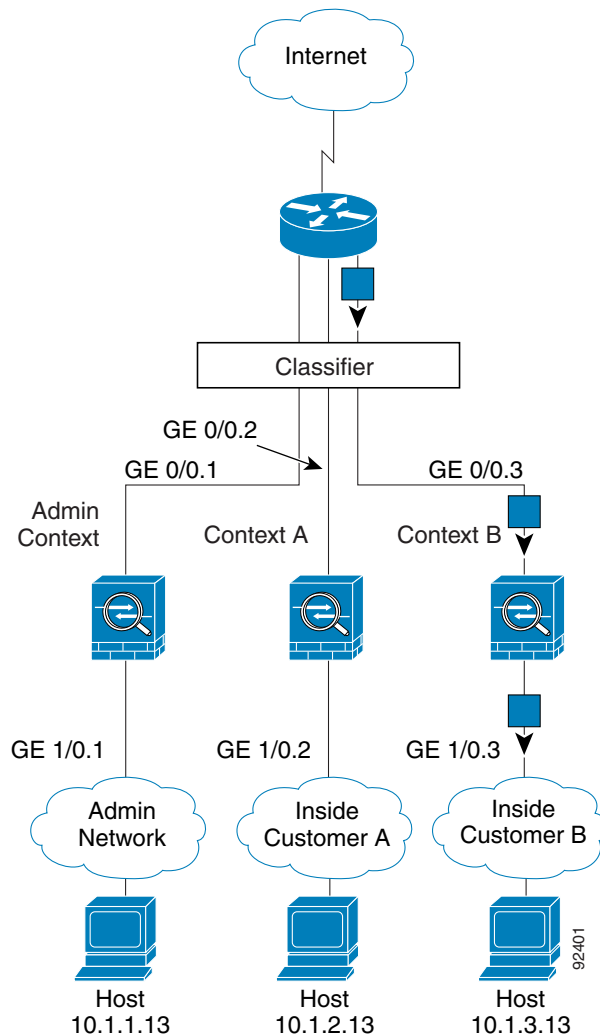 Internet
Classifier
GE 0/0.2
GE 0/0.1
GE 0/0.3
Admin
Context
Context A
Context B
GE 1/0.1
GE 1/0.2
GE 1/0.3
Admin
Network
Inside
Customer A
Inside
Customer B
92401
Host
10.1.1.13
Host
10.1.2.13
Host
10.1.3.13